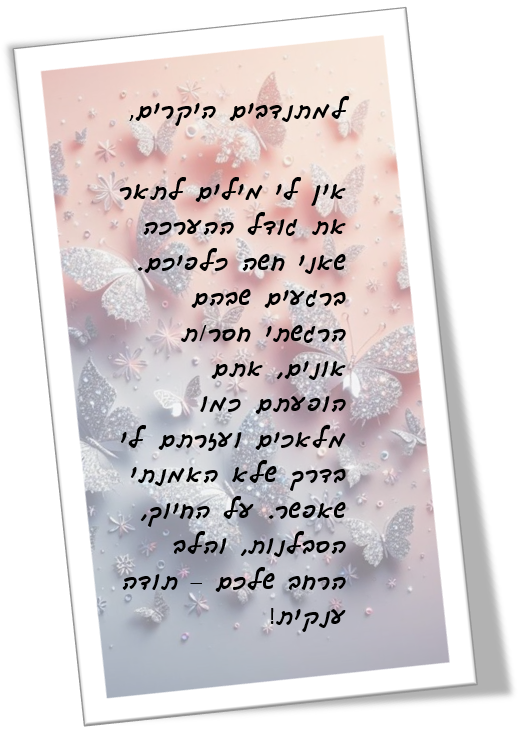 למתנדבים היקרים,
אין לי מילים לתאר
את גודל ההערכה
שאני חשה כלפיכם.
ברגעים שבהם
הרגשתי חסר/ת
אונים, אתם
הופעתם כמו
מלאכים ועזרתם לי
בדרך שלא האמנתי
שאפשר. על החיוך,
הסבלנות, והלב
הרחב שלכם – תודה
ענקית!